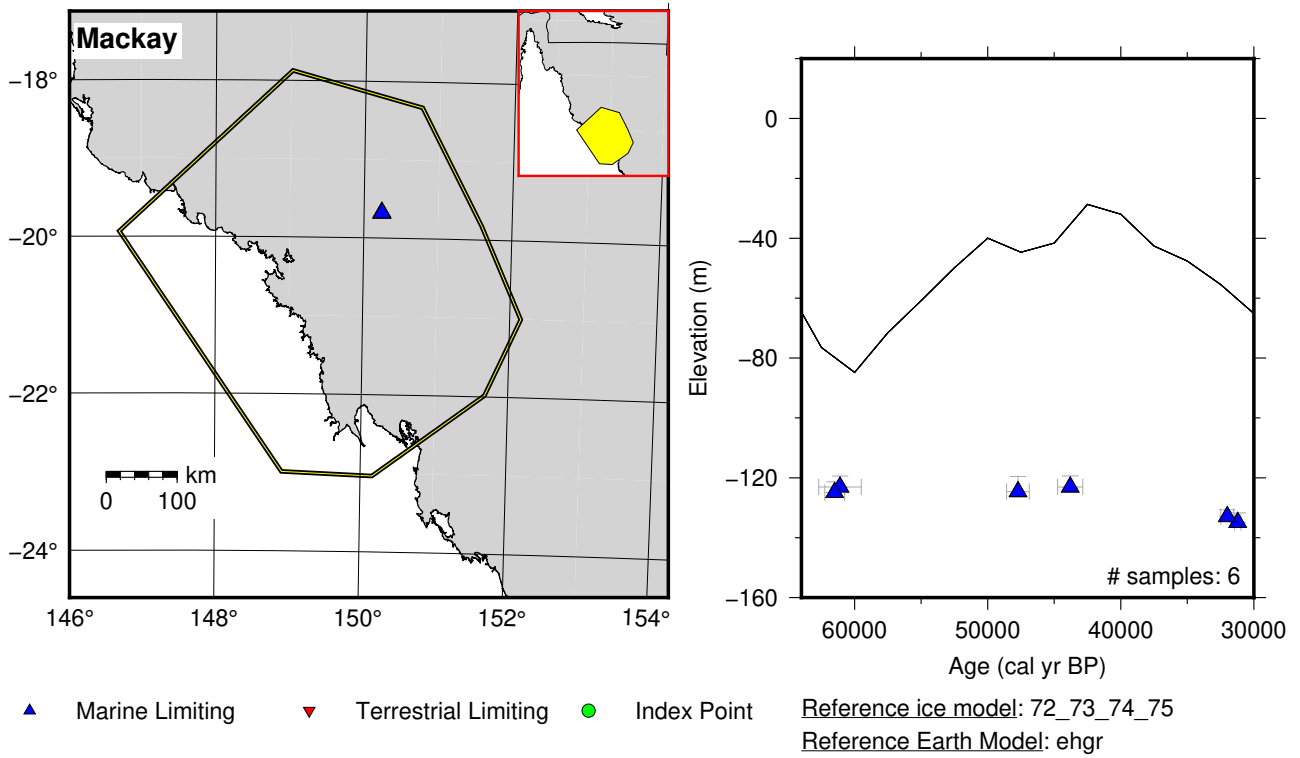 Mackay
−18°
−20°
−22°
−24°
146°
148°
150°
152°
154°
km
0
100
Elevation (m)
0
−40
−80
−120
−160
# samples: 6
60000
50000
40000
30000
Age (cal yr BP)
Marine Limiting
Terrestrial Limiting
Index Point
Reference ice model: 72_73_74_75
Reference Earth Model: ehgr